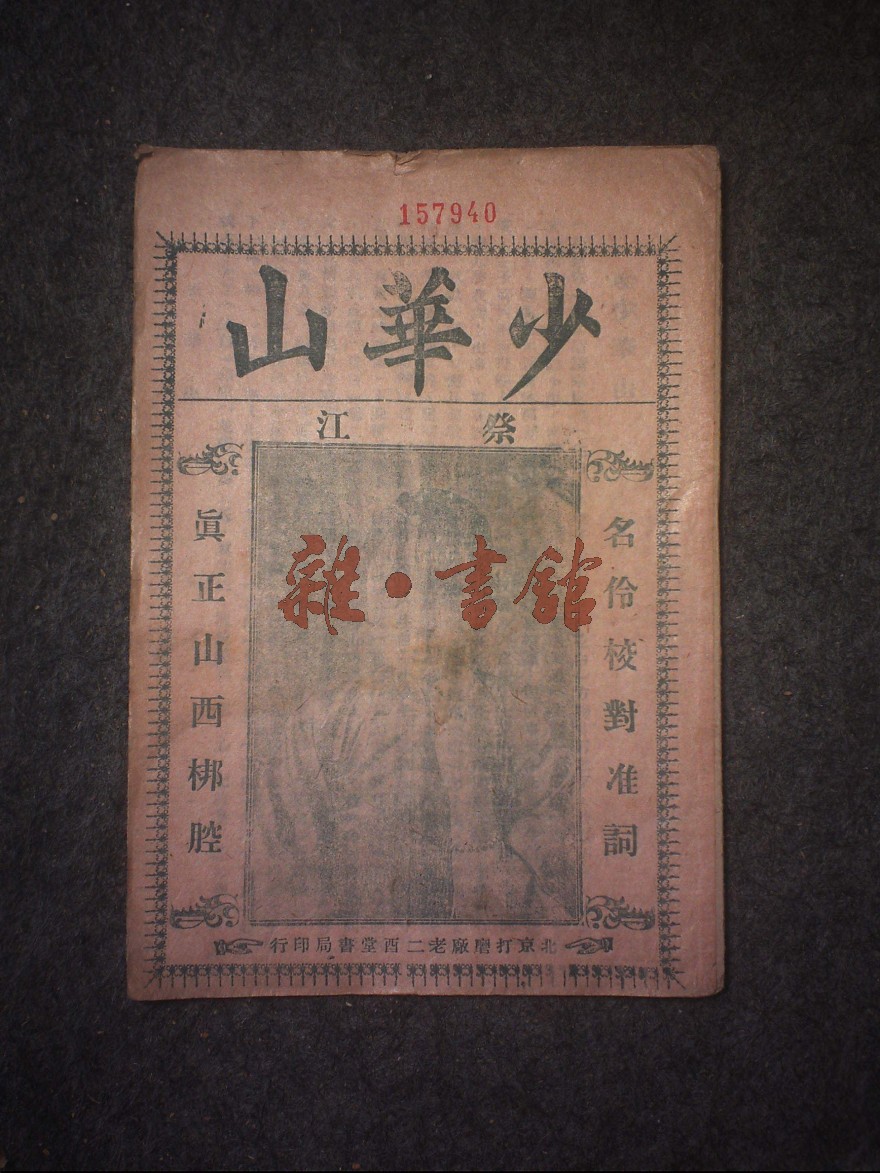 157940
少華山
祭江
名伶校對准詞
眞正山西梆腔
雜·書館
北京打磨廠老二酉堂書局印行